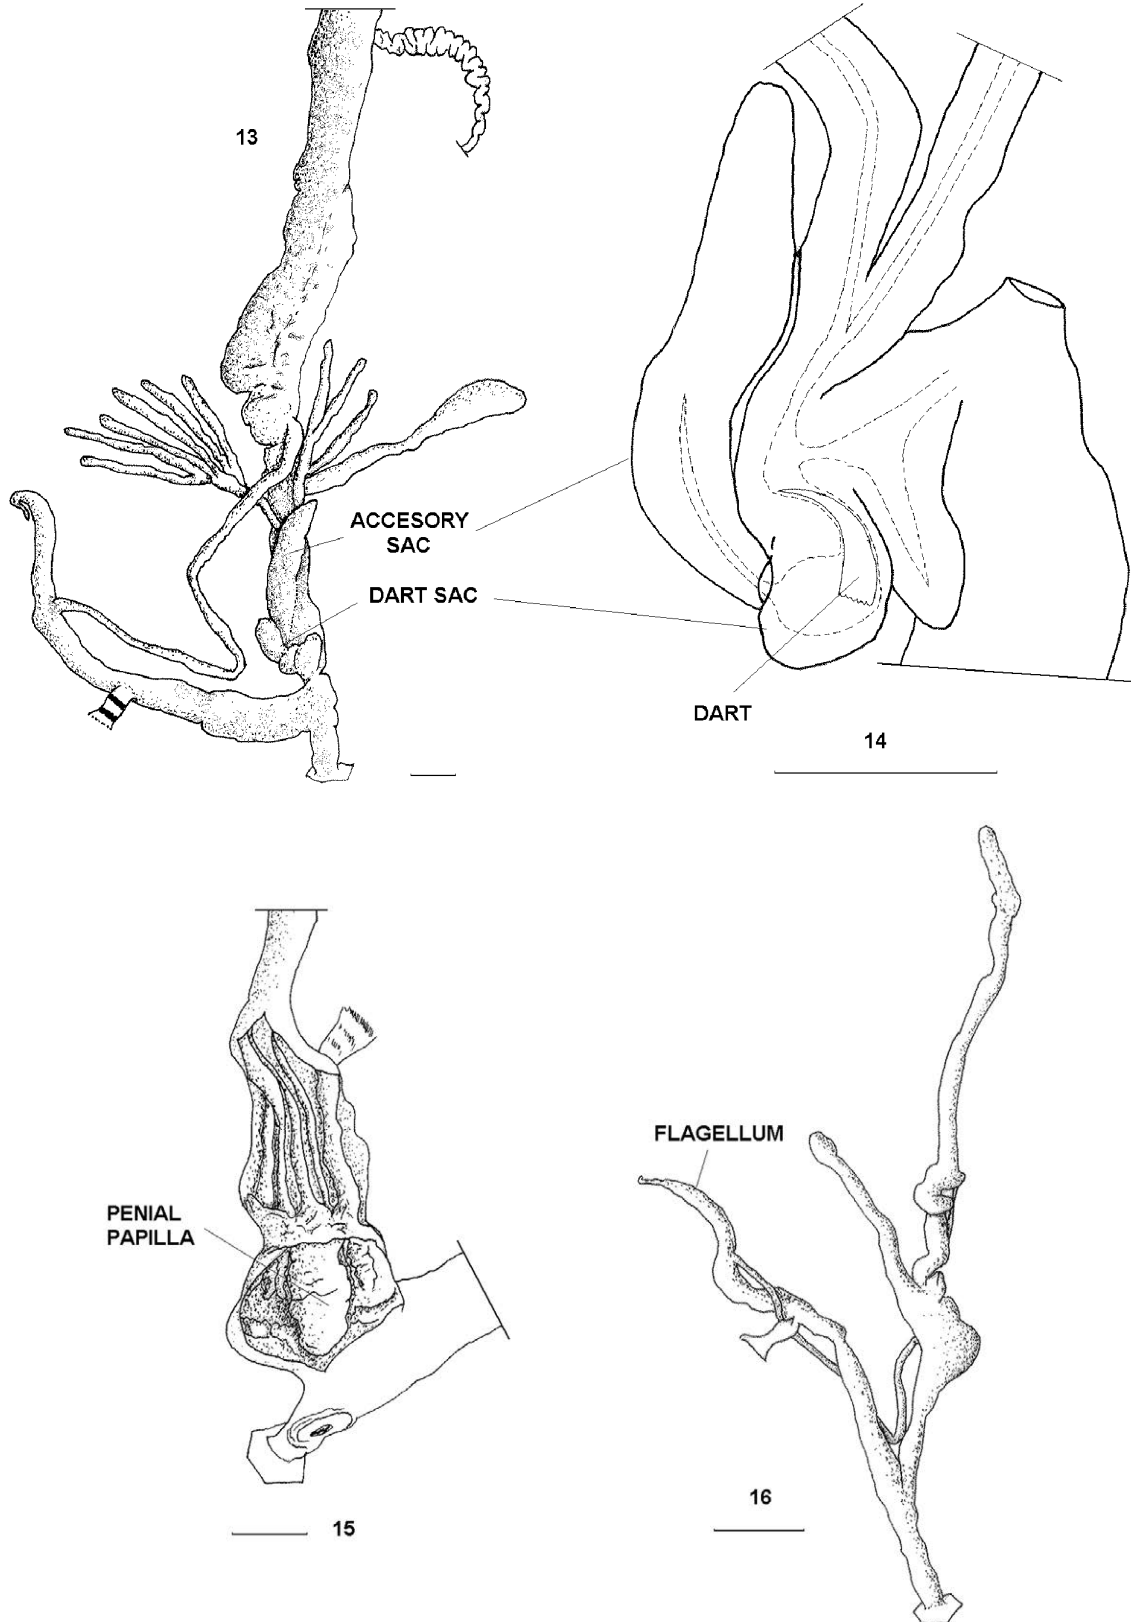 13
ACCESORY
SAC
DART SAC
DART
14
FLAGELLUM
PENIAL
PAPILLA
16
15